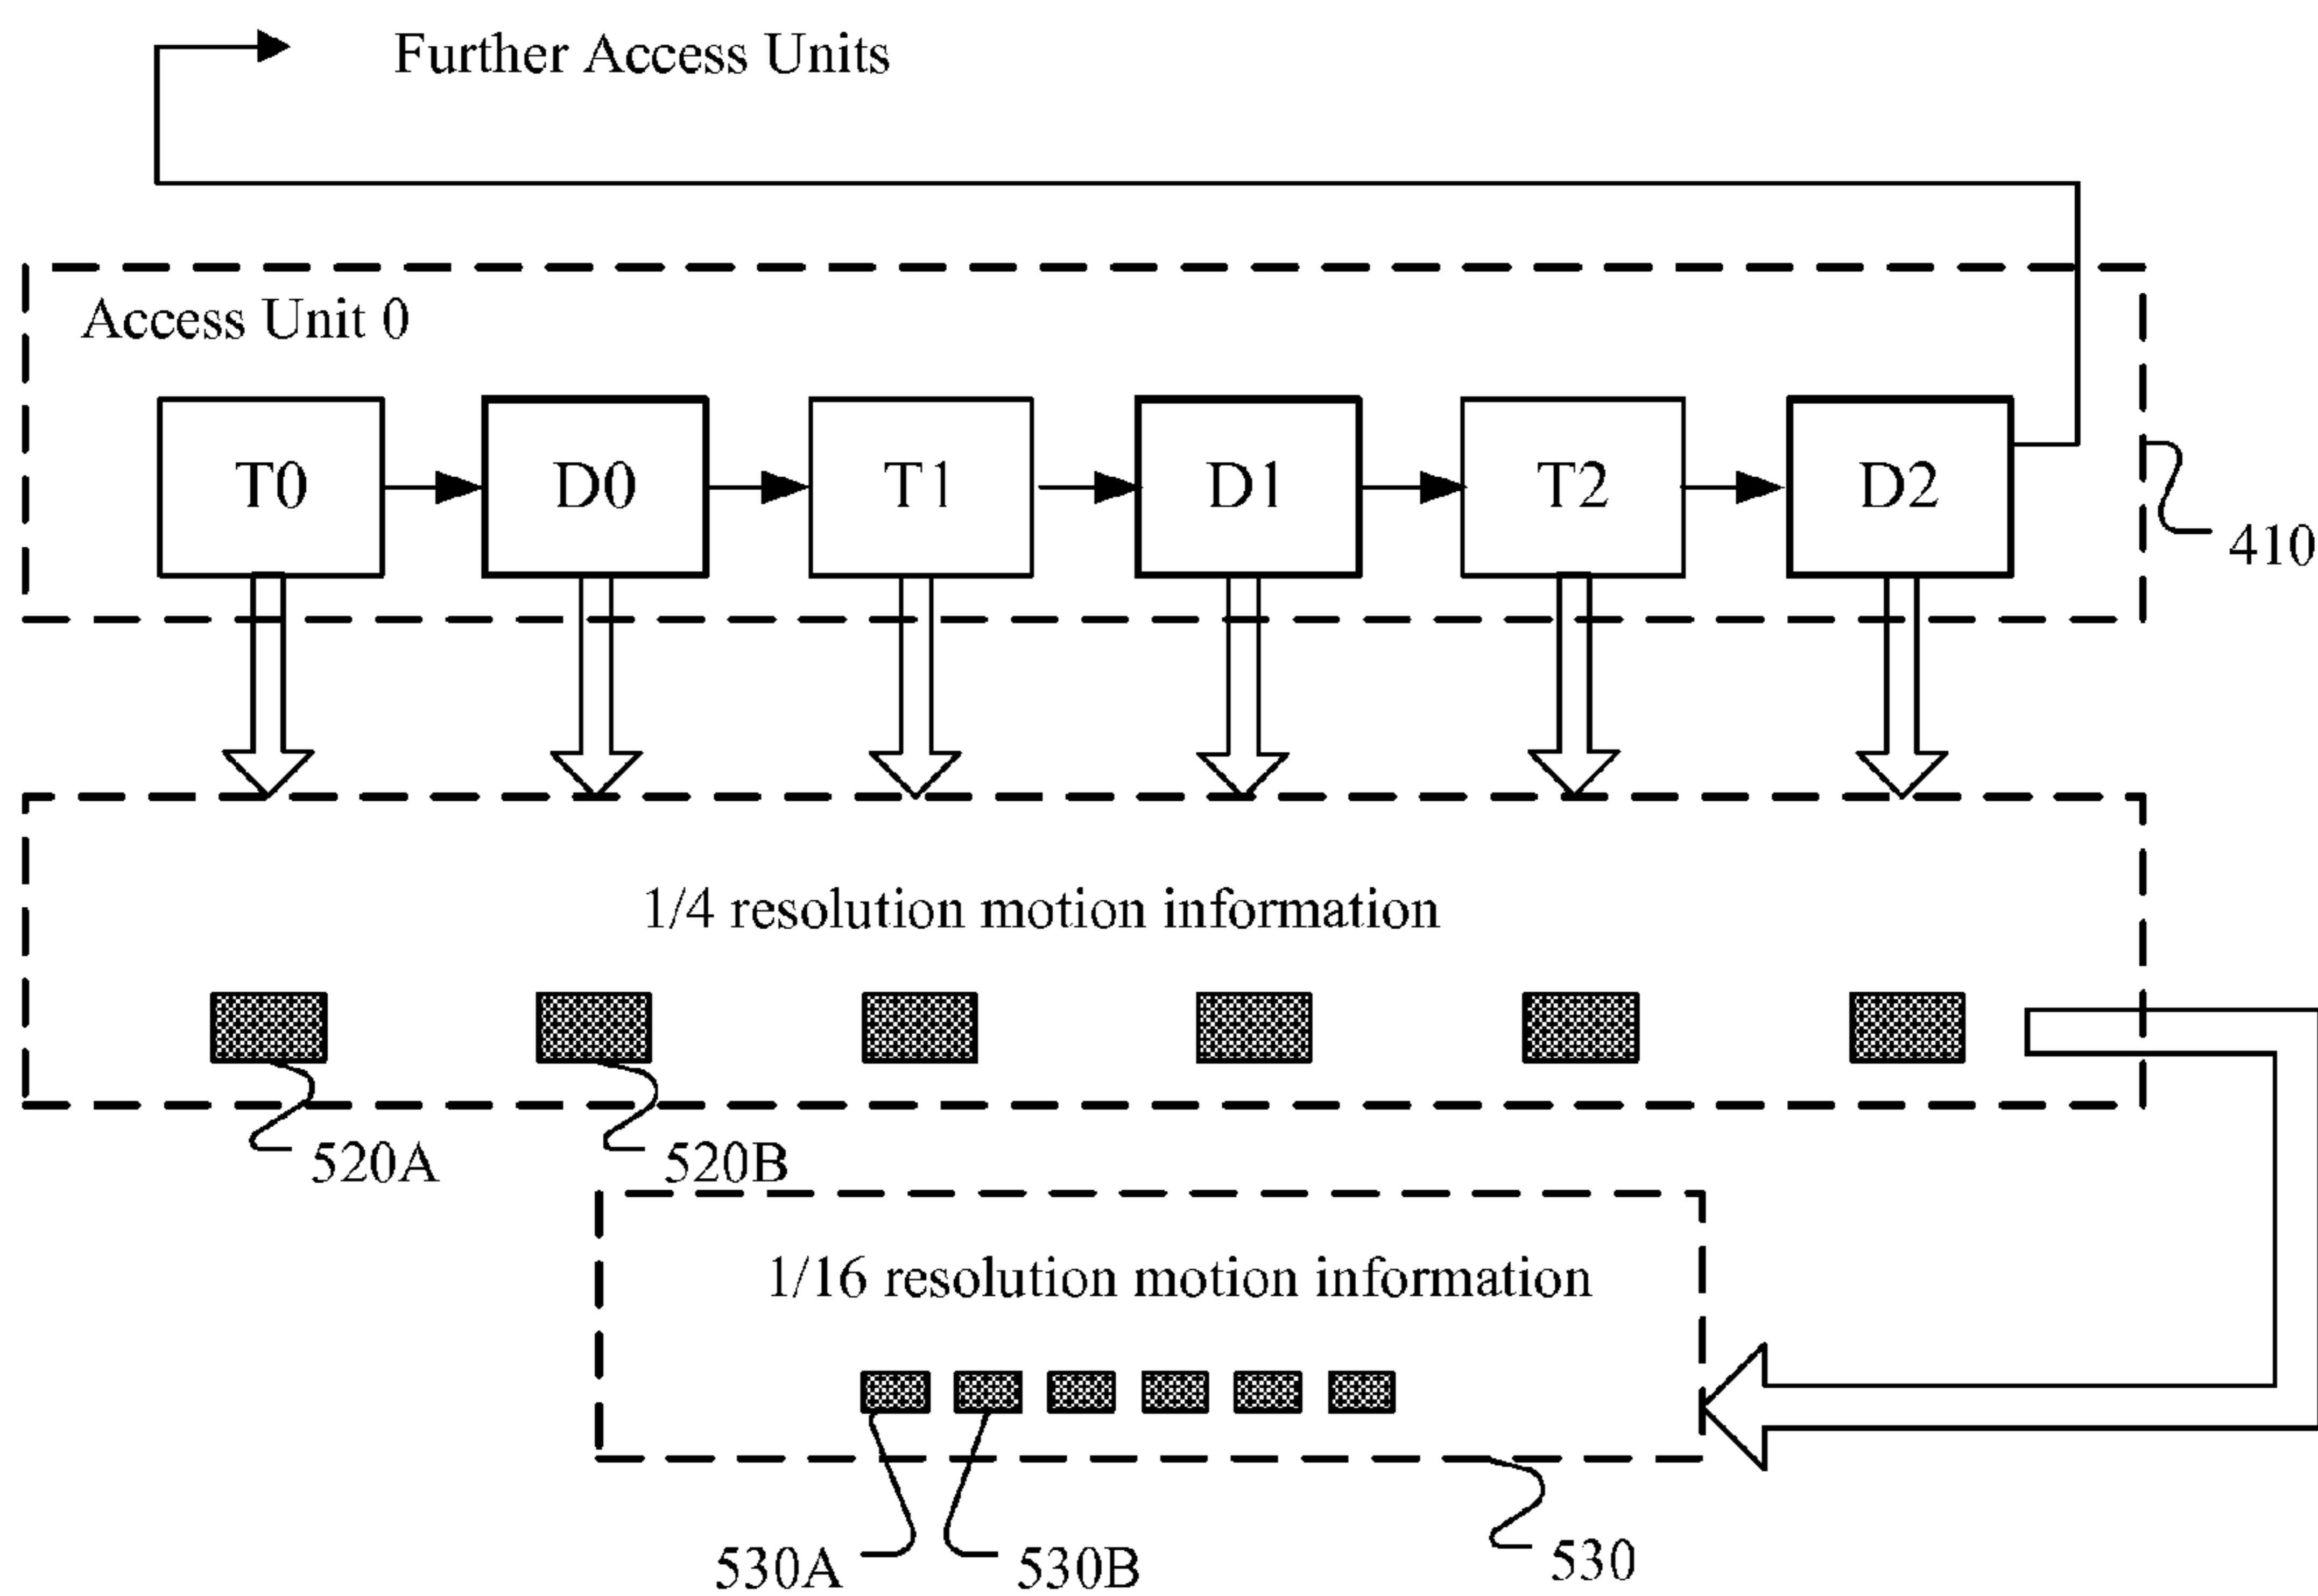 Further Access Units
Access Unit 0
T0 D0 T1 D1 T2 D2
410
1/4 resolution motion information
520A 520B
1/16 resolution motion information
530A 530B 530